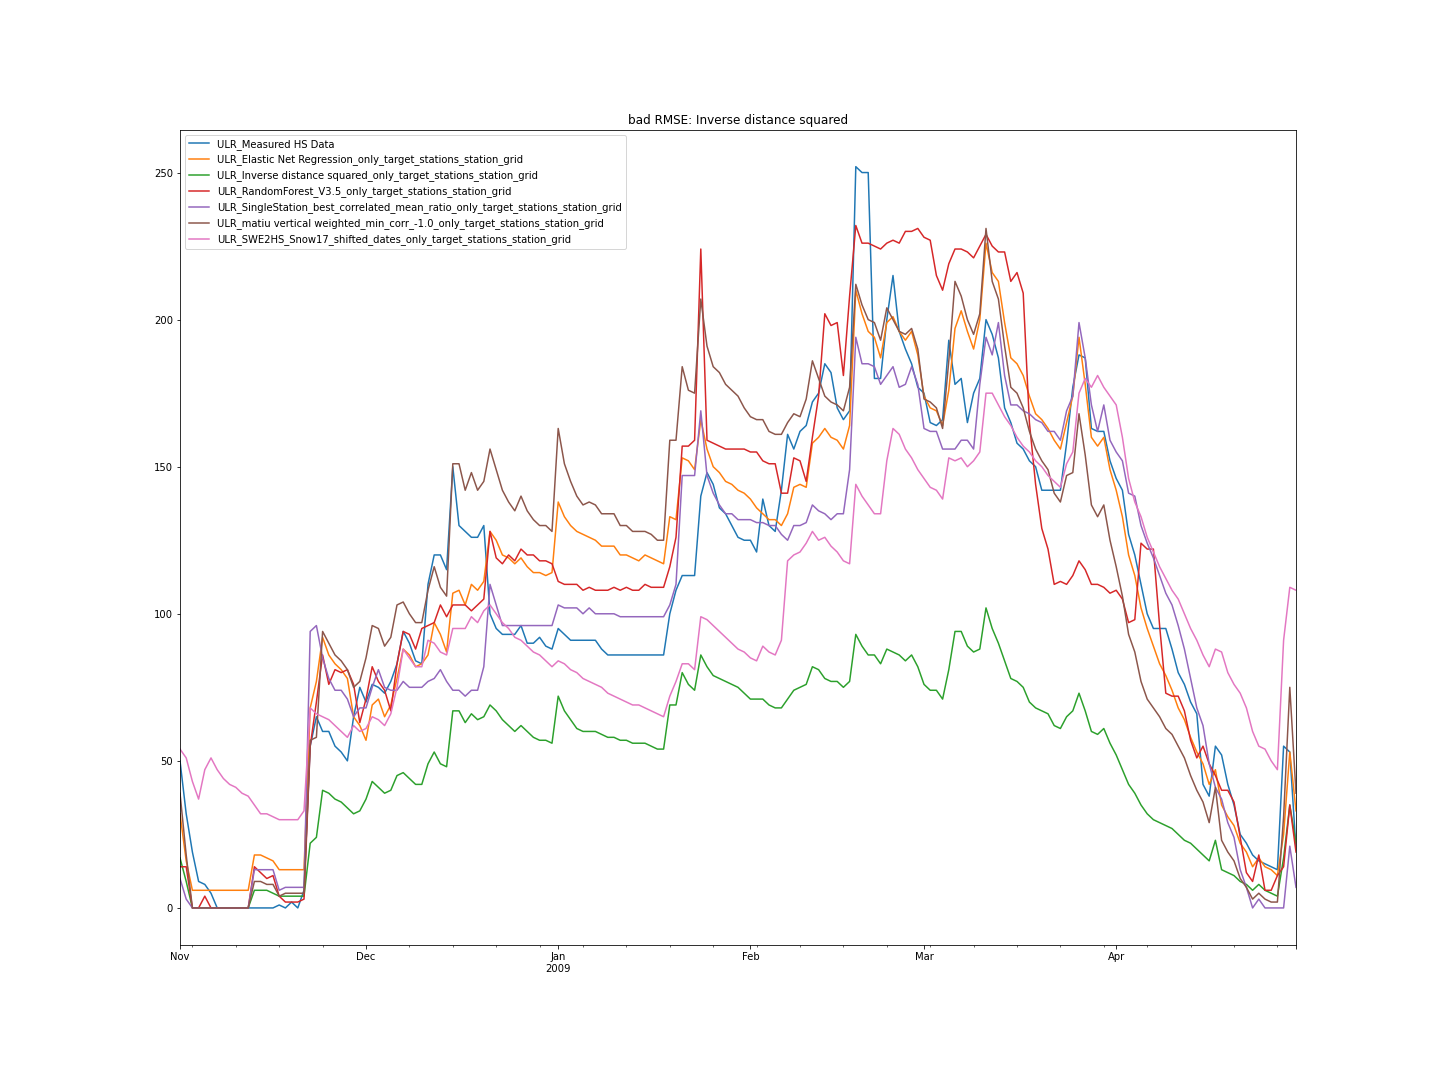 bad RMSE: Inverse distance squared
ULR_Measured HS Data
ULR_Elastic Net Regression_only_target_stations_station_grid
ULR_Inverse distance squared_only_target_stations_station_grid
ULR_RandomForest_V3.5_only_target_stations_station_grid
ULR_SingleStation_best_correlated_mean_ratio_only_target_stations_station_grid
ULR_matiu vertical weighted_min_corr_-1.0_only_target_stations_station_grid
ULR_SWE2HS_Snow17_shifted_dates_only_target_stations_station_grid
250
200
150
100
50
0
Nov Dec Jan Feb Mar Apr
2009